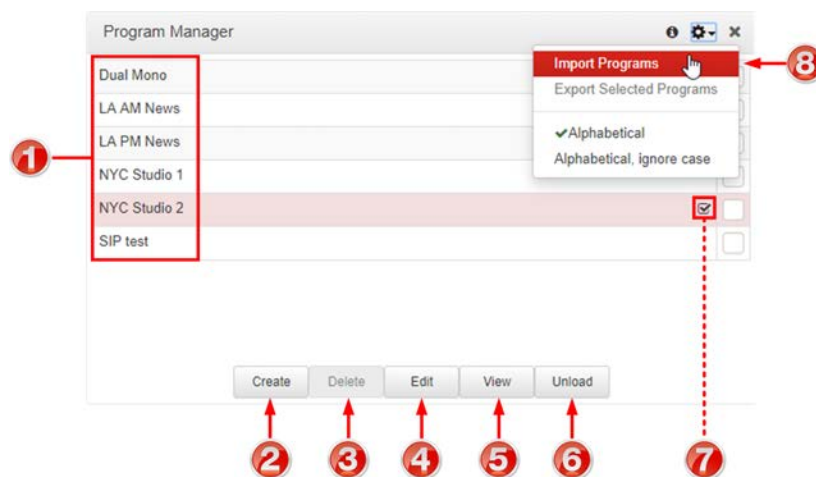 Program Manager
Dual Mono
Import Programs
8
Export Selected Programs
LA AM News
LA PM News
Alphabetical
1
Alphabetical, ignore case
NYC Studio 1
NYC Studio 2
SIP test
Create Delete Edit View Unload
2 3 4 5 6 7